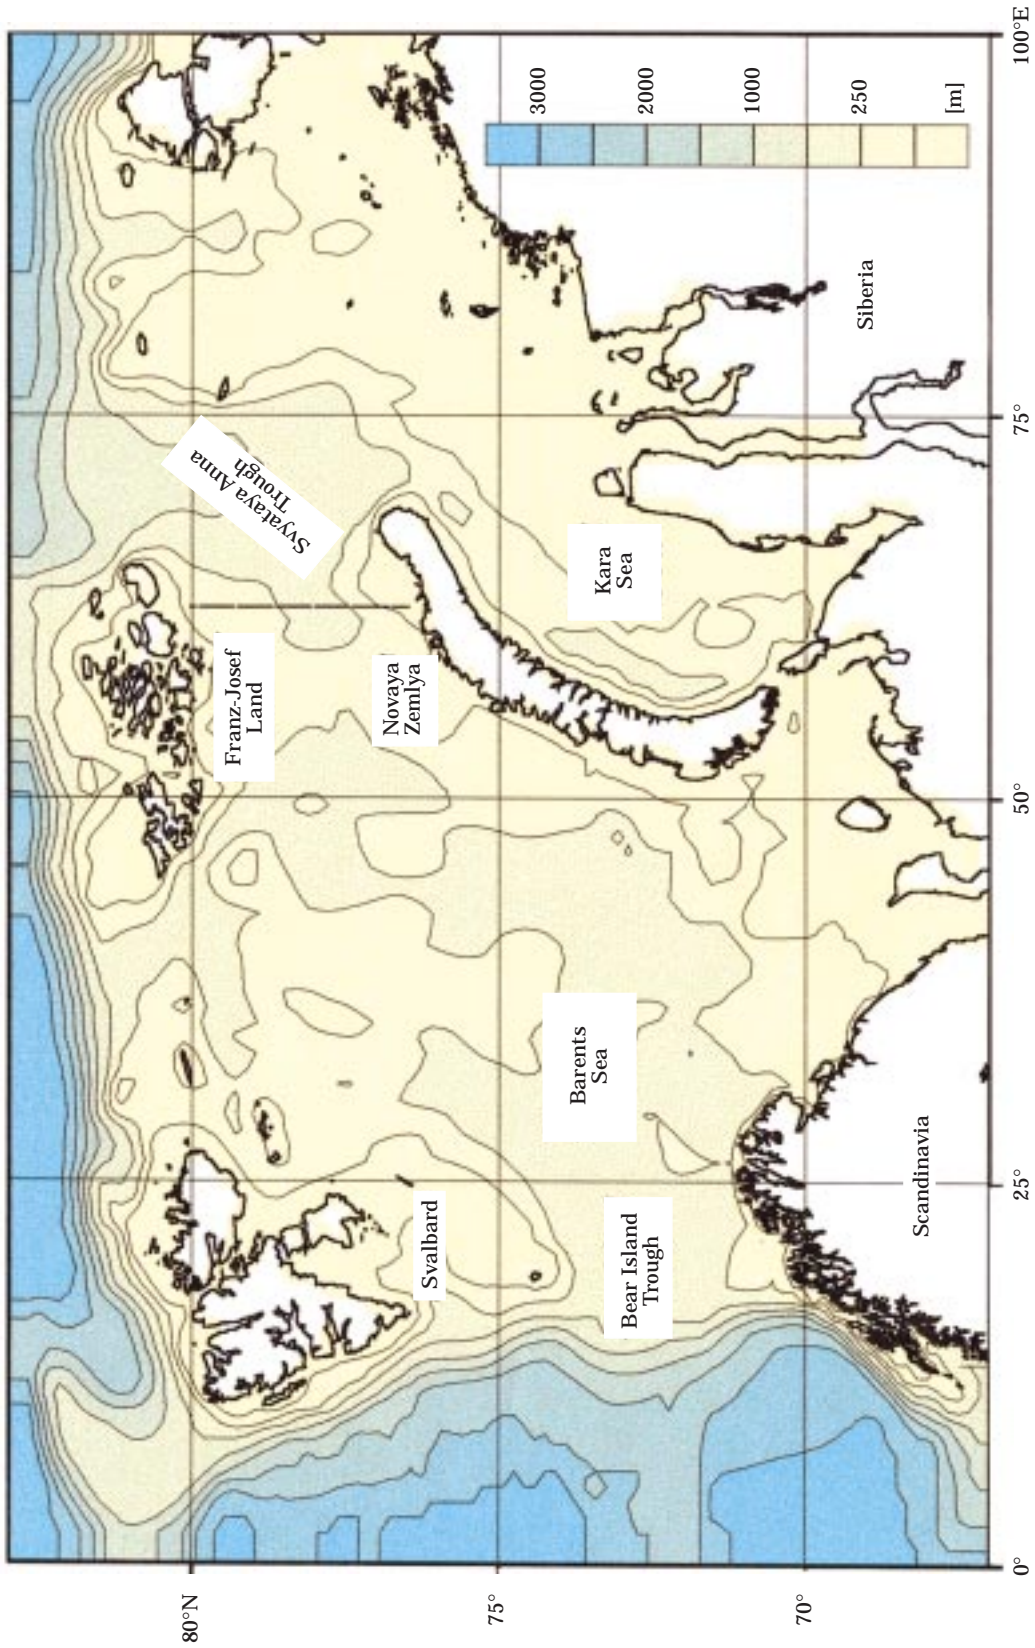 80°N
75°
70°
0°
25°
50°
75°
100°E
Svyataya Anna
Trough
Franz-Josef
Land
Novaya
Zemlya
Kara
Sea
Barents
Sea
Svalbard
Bear Island
Trough
Scandinavia
Siberia
3000
2000
1000
250
[m]